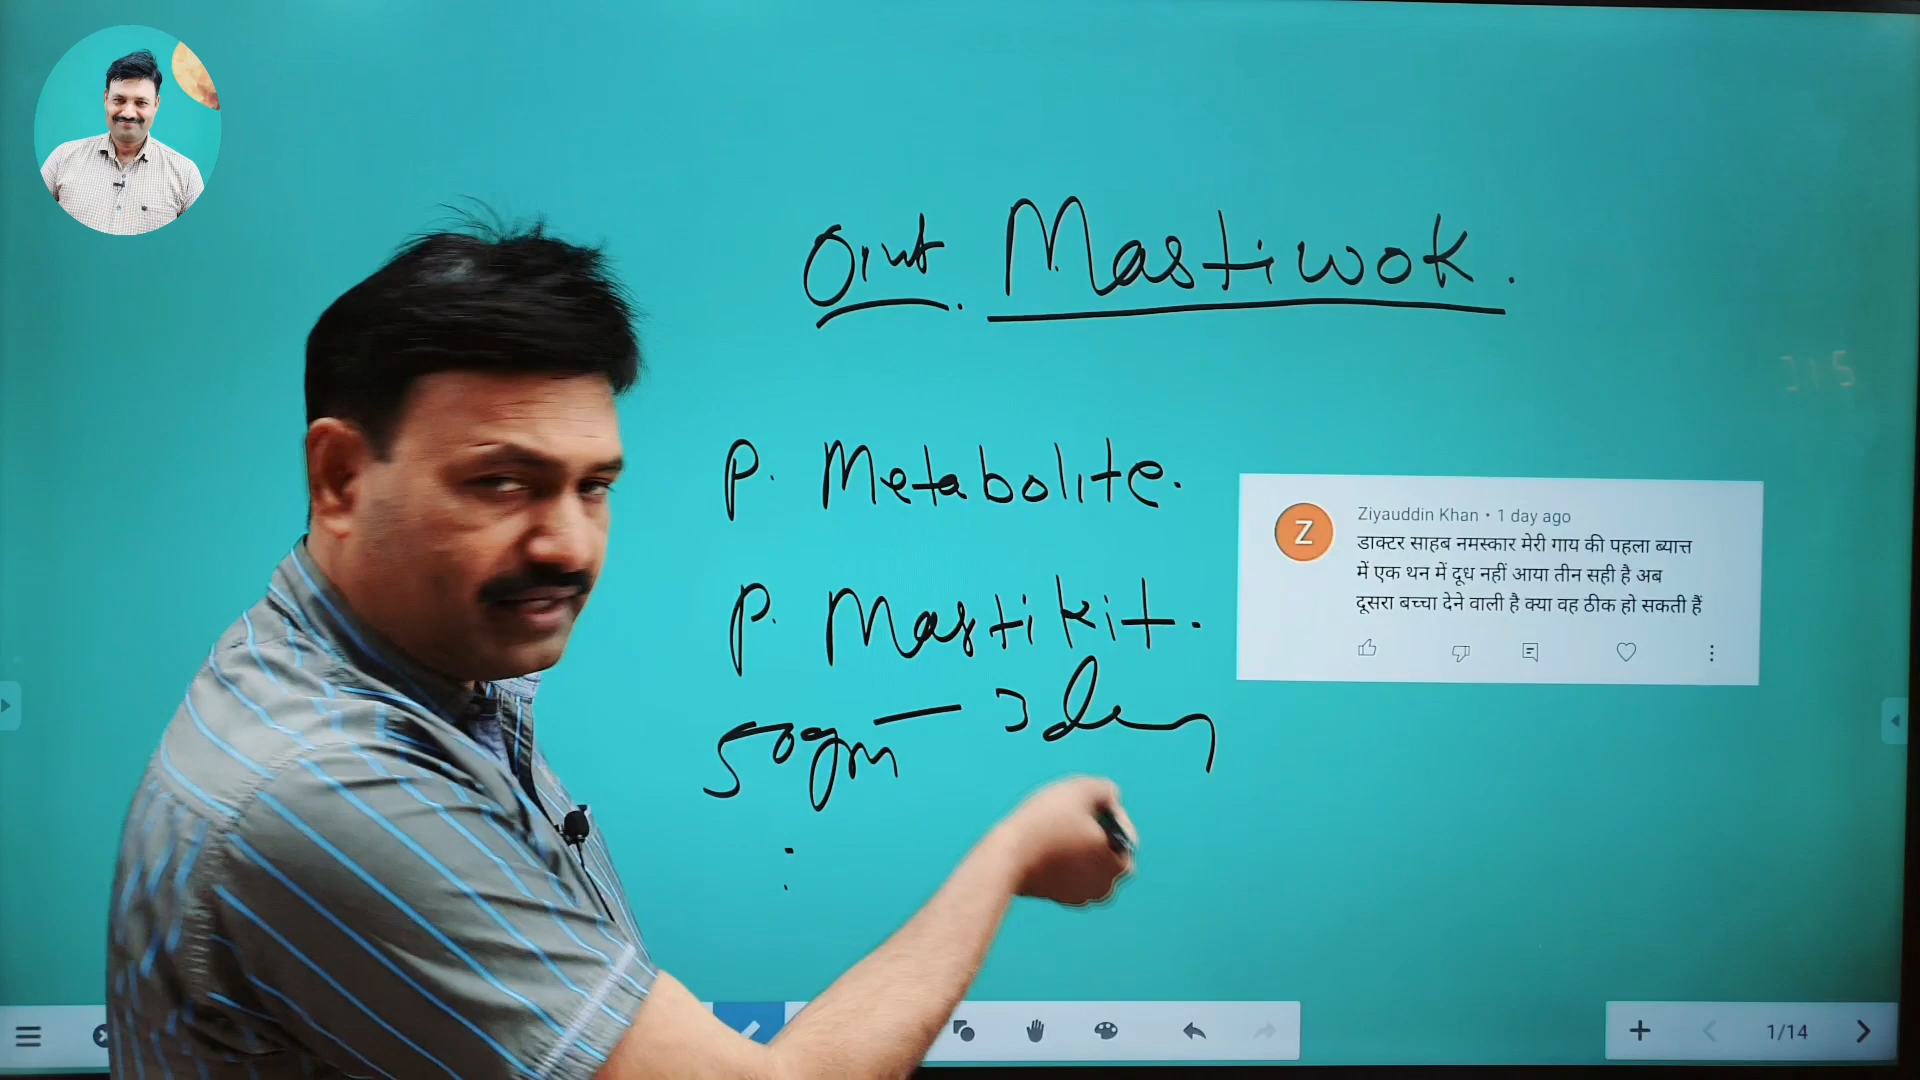 Oint. Mastiwok.
P. Metabolite.
P. Mastikit.
50gm — 3 day
Ziyauddin Khan • 1 day ago
डाक्टर साहब नमस्कार मेरी गाय की पहला ब्यात्त
में एक थन में दूध नहीं आया तीन सही है अब
दूसरा बच्चा देने वाली है क्या वह ठीक हो सकती हैं
Z
1/14